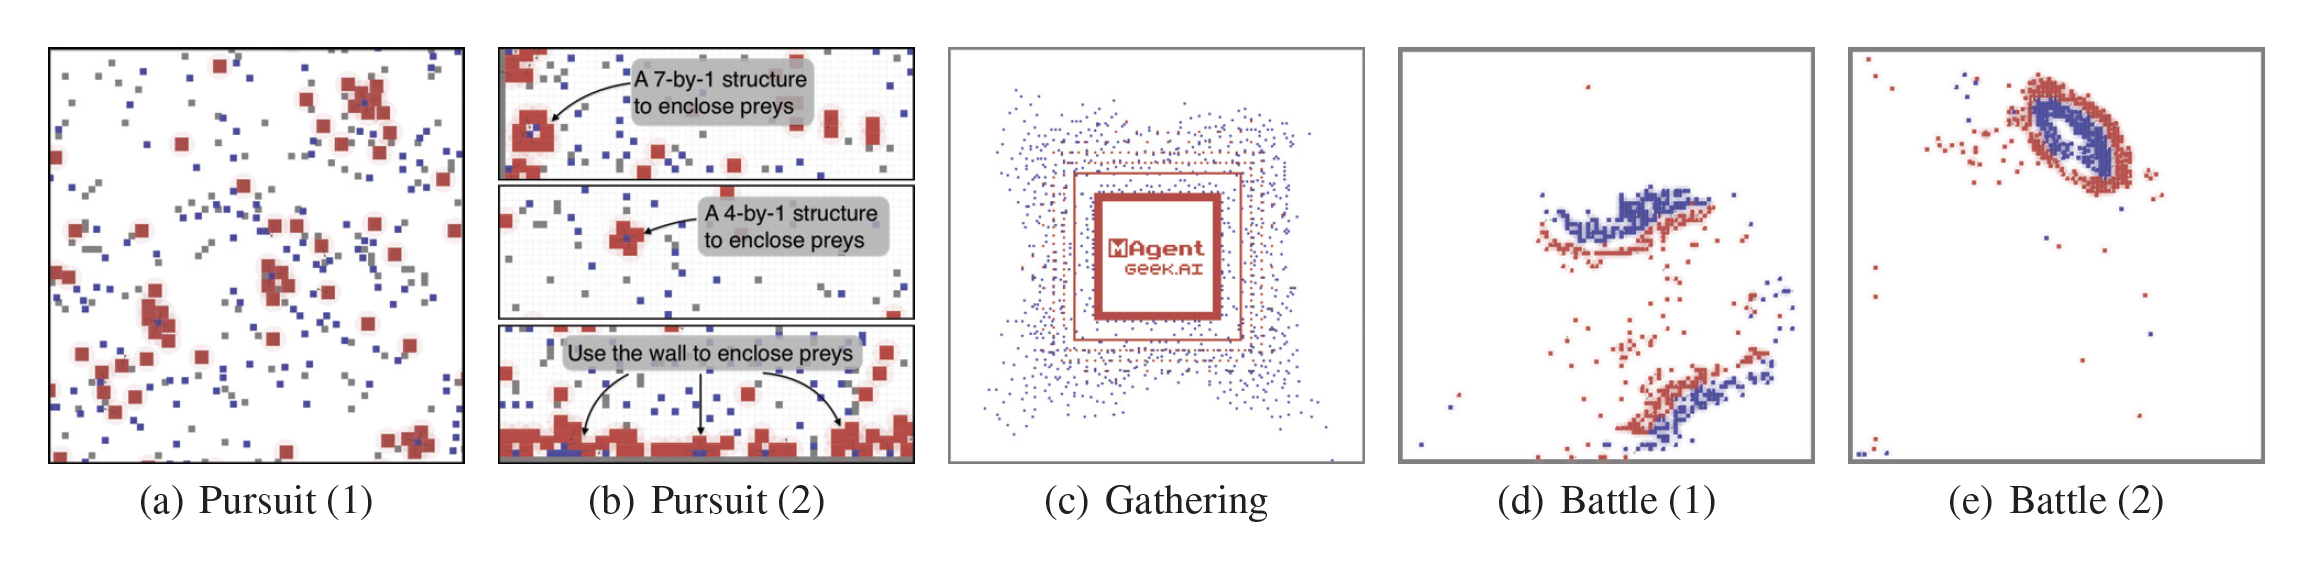 A 7-by-1 structure
to enclose preys
A 4-by-1 structure
to enclose preys
Use the wall to enclose preys
MAgent
GEEK.AI
(a) Pursuit (1)
(b) Pursuit (2)
(c) Gathering
(d) Battle (1)
(e) Battle (2)